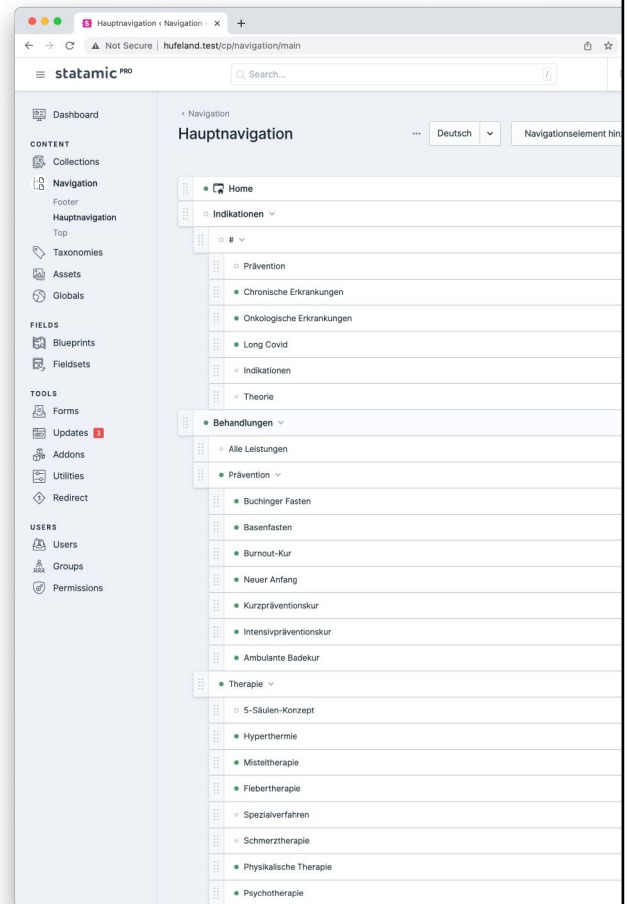 Hauptnavigation ‹ Navigation ‹
Not Secure | hufeland.test/cp/navigation/main
statamic PRO
Search...
/
Dashboard
CONTENT
Collections
Navigation
Footer
Hauptnavigation
Top
Taxonomies
Assets
Globals
FIELDS
Blueprints
Fieldsets
TOOLS
Forms
Updates 3
Addons
Utilities
Redirect
USERS
Users
Groups
Permissions
‹ Navigation
Hauptnavigation
Deutsch
Navigationselement hin
Home
Indikationen
#
Prävention
Chronische Erkrankungen
Onkologische Erkrankungen
Long Covid
Indikationen
Theorie
Behandlungen
Alle Leistungen
Prävention
Buchinger Fasten
Basenfasten
Burnout-Kur
Neuer Anfang
Kurzpräventionskur
Intensivpräventionskur
Ambulante Badekur
Therapie
5-Säulen-Konzept
Hyperthermie
Misteltherapie
Fiebertherapie
Spezialverfahren
Schmerztherapie
Physikalische Therapie
Psychotherapie